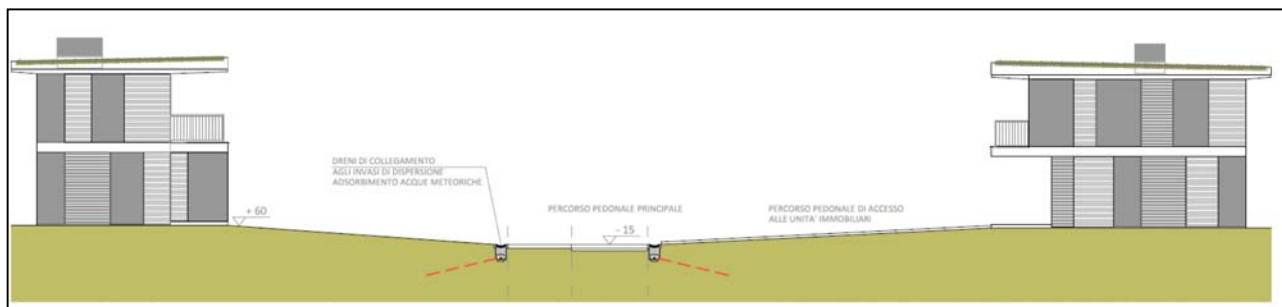 DRENI DI COLLEGAMENTO
AGLI INVASI DI DISPERSIONE
ADSORBIMENTO ACQUE METEORICHE
+ 60
PERCORSO PEDONALE PRINCIPALE
- 15
PERCORSO PEDONALE DI ACCESSO
ALLE UNITA' IMMOBILIARI